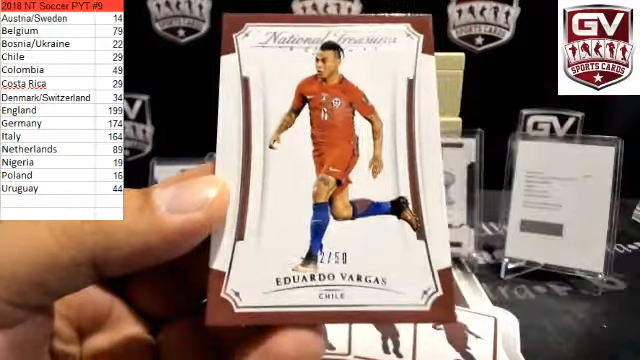 2018 NT Soccer PYT #9
Austria/Sweden 14
Belgium 79
Bosnia/Ukraine 22
Chile 29
Colombia 49
Costa Rica 29
Denmark/Switzerland 34
England 199
Germany 174
Italy 164
Netherlands 89
Nigeria 19
Poland 16
Uruguay 44
National Treasures
2/50
EDUARDO VARGAS
CHILE
GV
SPORTS CARDS
GV